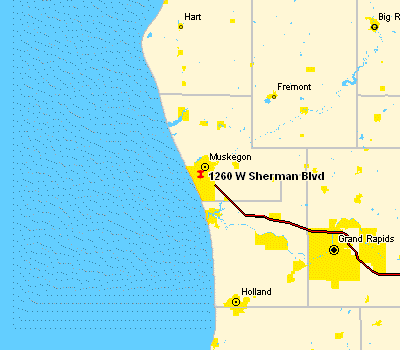 Hart
Big R
Fremont
Muskegon
1260 W Sherman Blvd
Grand Rapids
Holland